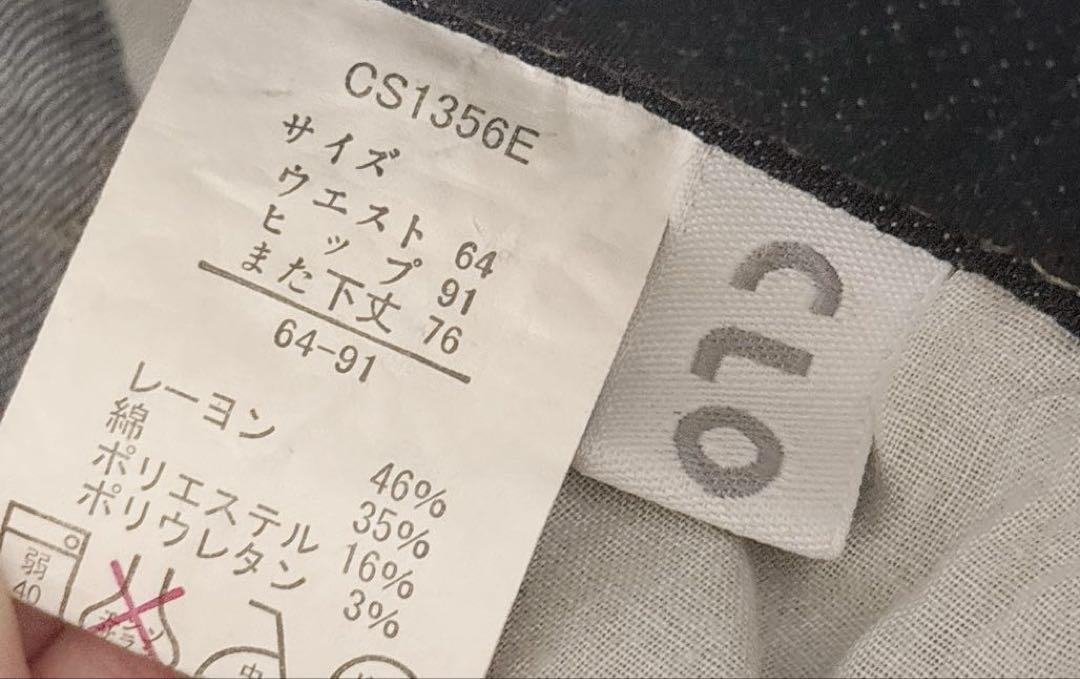 CS1356E
サイズ
ウエスト 64
ヒップ 91
また下丈 76
64-91
レーヨン 46%
綿 35%
ポリエステル 16%
ポリウレタン 3%
弱
40
中
CLO